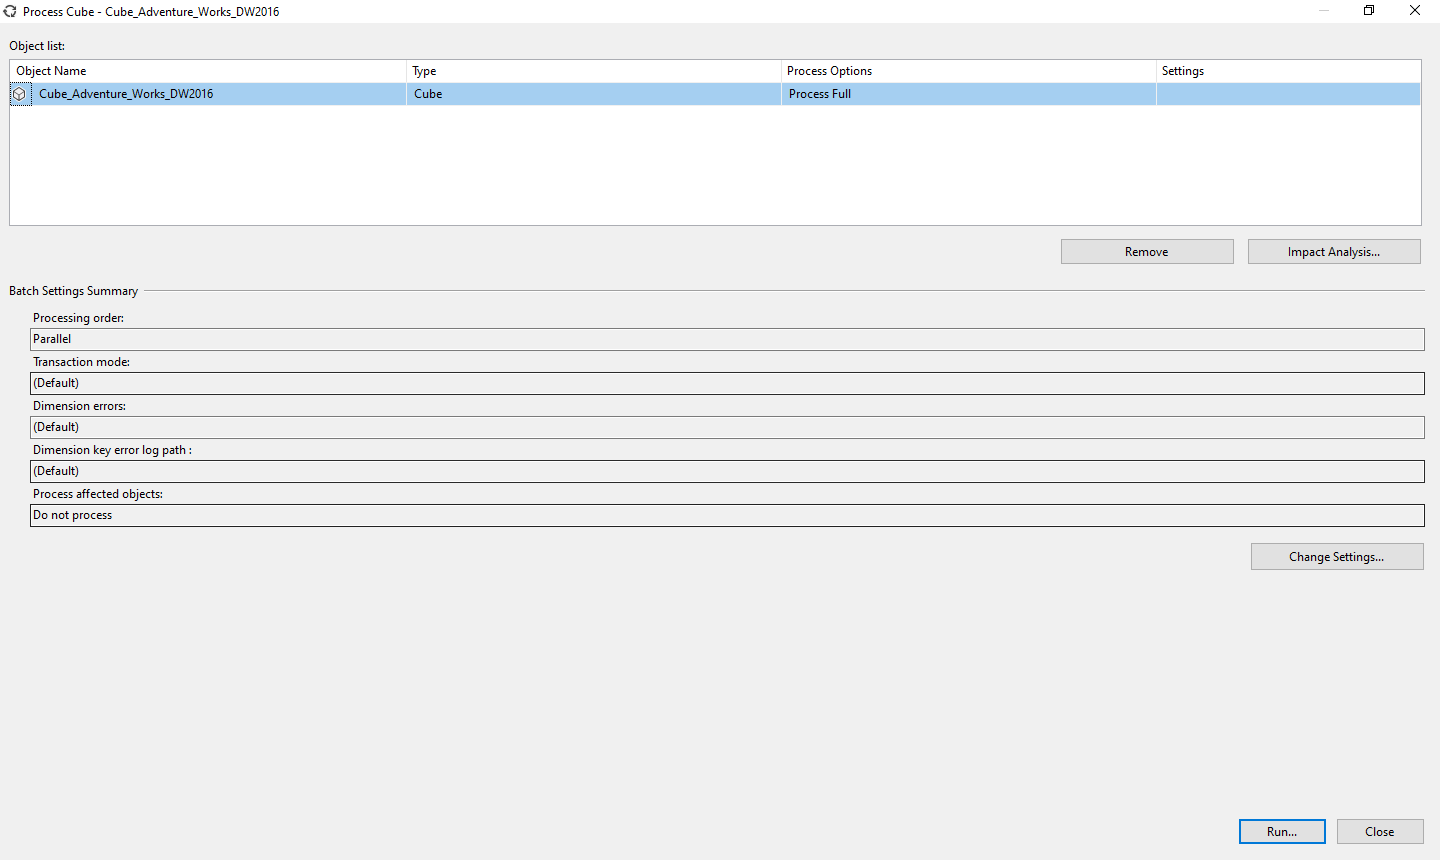 Process Cube - Cube_Adventure_Works_DW2016
Object list:
Object Name Type Process Options Settings
Cube_Adventure_Works_DW2016 Cube Process Full
Remove Impact Analysis...
Batch Settings Summary
Processing order:
Parallel
Transaction mode:
(Default)
Dimension errors:
(Default)
Dimension key error log path :
(Default)
Process affected objects:
Do not process
Change Settings...
Run... Close